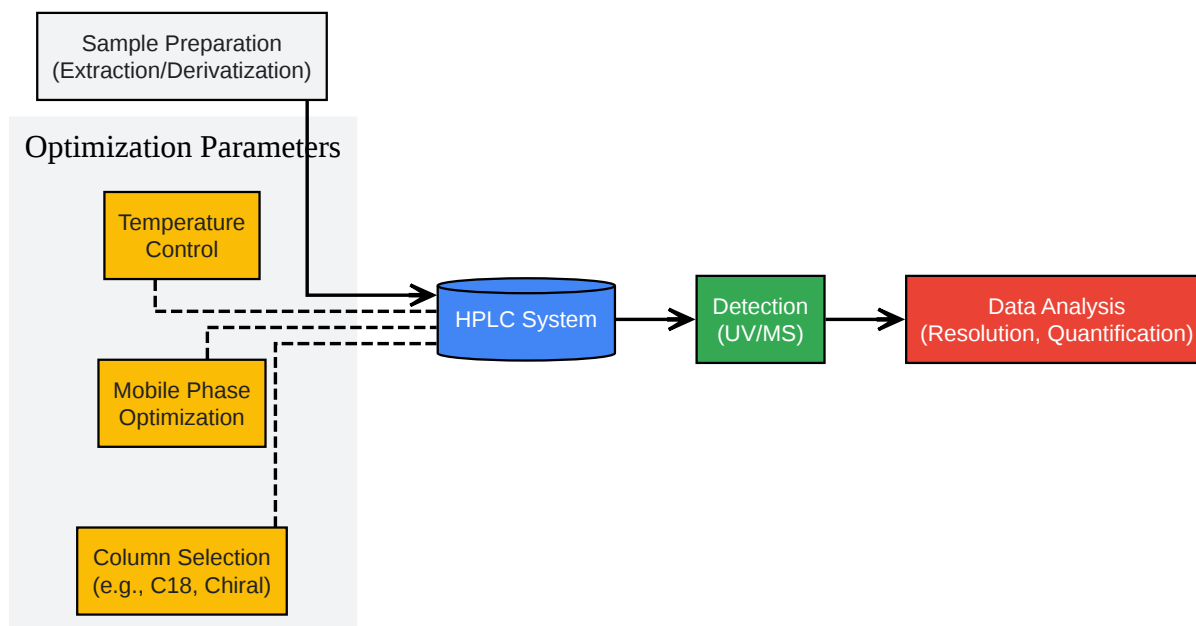 Sample Preparation
(Extraction/Derivatization)
Optimization Parameters
Temperature
Control
HPLC System
Detection
(UV/MS)
Data Analysis
(Resolution, Quantification)
Mobile Phase
Optimization
Column Selection
(e.g., C18, Chiral)